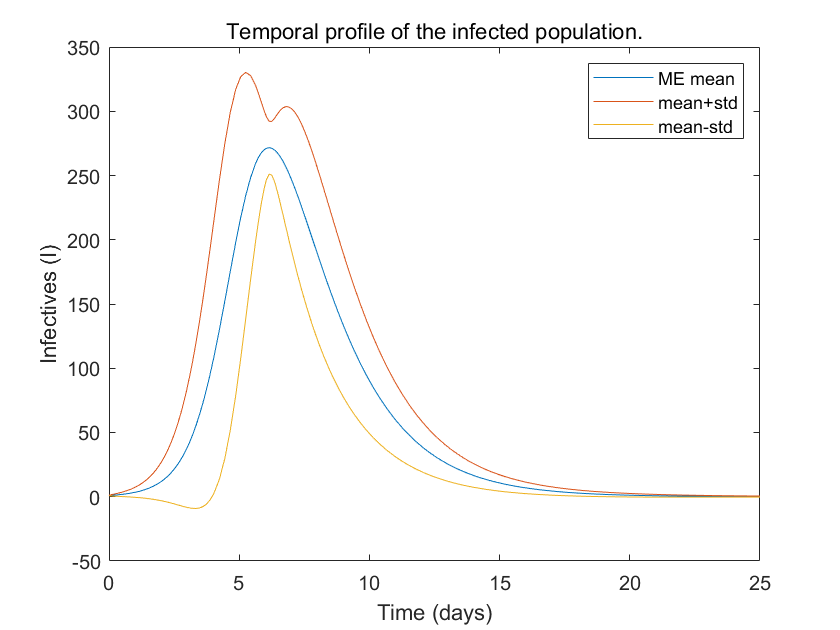 Temporal profile of the infected population.
350
300
250
200
150
100
50
0
-50
Infectives (I)
ME mean
mean+std
mean-std
0 5 10 15 20 25
Time (days)